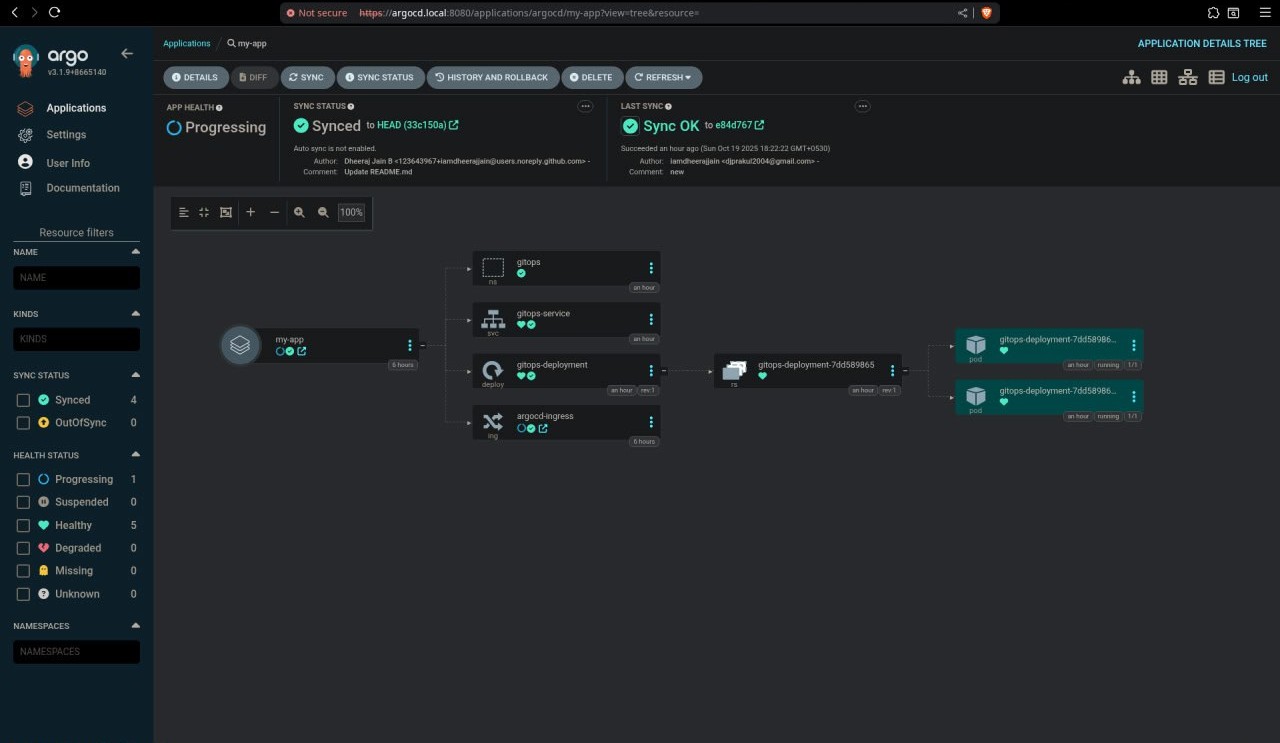 Not secure https://argocd.local:8080/applications/argocd/my-app?view=tree&resource=
argo
v3.1.9+8665140
Applications
Settings
User Info
Documentation
Resource filters
NAME
NAME
KINDS
KINDS
SYNC STATUS
Synced 4
OutOfSync 0
HEALTH STATUS
Progressing 1
Suspended 0
Healthy 5
Degraded 0
Missing 0
Unknown 0
NAMESPACES
NAMESPACES
Applications / my-app
APPLICATION DETAILS TREE
DETAILS DIFF SYNC SYNC STATUS HISTORY AND ROLLBACK DELETE REFRESH
Log out
APP HEALTH
Progressing
SYNC STATUS
Synced to HEAD (33c150a)
Auto sync is not enabled.
Author: Dheeraj Jain B <123643967+iamdheerajjain@users.noreply.github.com> -
Comment: Update README.md
LAST SYNC
Sync OK to e84d767
Succeeded an hour ago (Sun Oct 19 2025 18:22:22 GMT+0530)
Author: iamdheerajjain <djprakul2004@gmail.com> -
Comment: new
100%
my-app
6 hours
gitops
ns
an hour
gitops-service
svc
an hour
gitops-deployment
deploy
an hour rev:1
argocd-ingress
ing
6 hours
gitops-deployment-7dd589865
rs
an hour rev:1
gitops-deployment-7dd58986...
pod
an hour running 1/1
gitops-deployment-7dd58986...
pod
an hour running 1/1